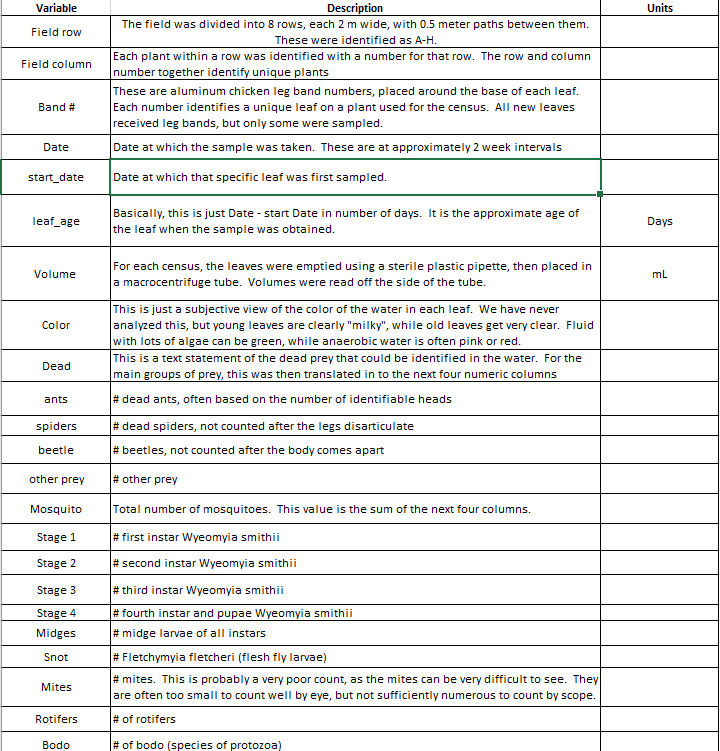 Variable Description Units
Field row The field was divided into 8 rows, each 2 m wide, with 0.5 meter paths between them.
These were identified as A-H.
Field column Each plant within a row was identified with a number for that row. The row and column
number together identify unique plants
Band # These are aluminum chicken leg band numbers, placed around the base of each leaf.
Each number identifies a unique leaf on a plant used for the census. All new leaves
received leg bands, but only some were sampled.
Date Date at which the sample was taken. These are at approximately 2 week intervals
start_date Date at which that specific leaf was first sampled.
leaf_age Basically, this is just Date - start Date in number of days. It is the approximate age of
the leaf when the sample was obtained. Days
Volume For each census, the leaves were emptied using a sterile plastic pipette, then placed in
a macrocentrifuge tube. Volumes were read off the side of the tube. mL
Color This is just a subjective view of the color of the water in each leaf. We have never
analyzed this, but young leaves are clearly "milky", while old leaves get very clear. Fluid
with lots of algae can be green, while anaerobic water is often pink or red.
Dead This is a text statement of the dead prey that could be identified in the water. For the
main groups of prey, this was then translated in to the next four numeric columns
ants # dead ants, often based on the number of identifiable heads
spiders # dead spiders, not counted after the legs disarticulate
beetle # beetles, not counted after the body comes apart
other prey # other prey
Mosquito Total number of mosquitoes. This value is the sum of the next four columns.
Stage 1 # first instar Wyeomyia smithii
Stage 2 # second instar Wyeomyia smithii
Stage 3 # third instar Wyeomyia smithii
Stage 4 # fourth instar and pupae Wyeomyia smithii
Midges # midge larvae of all instars
Snot # Fletchymyia fletcheri (flesh fly larvae)
Mites # mites. This is probably a very poor count, as the mites can be very difficult to see. They
are often too small to count well by eye, but not sufficiently numerous to count by scope.
Rotifers # of rotifers
Bodo # of bodo (species of protozoa)